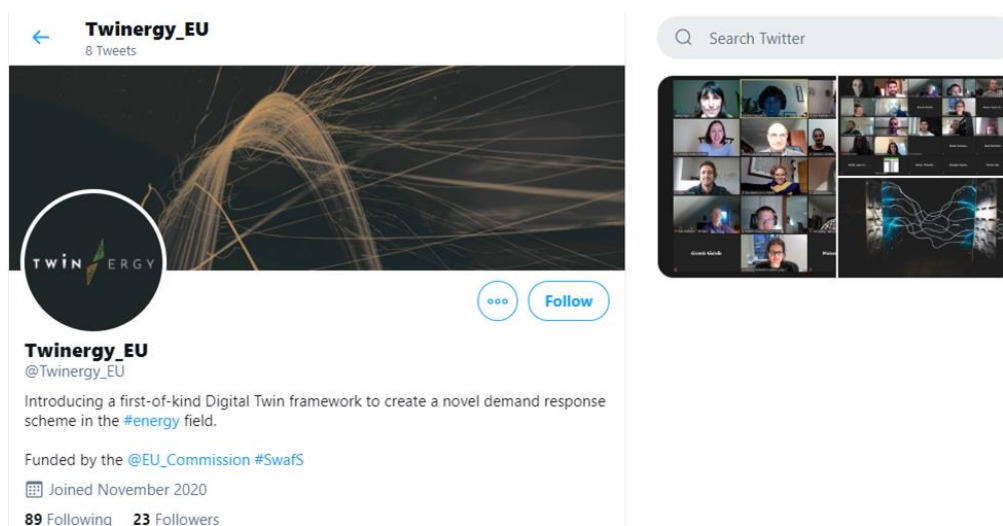 Twinergy_EU
8 Tweets
Search Twitter
TWIN ERGY
Follow
Twinergy_EU
@Twinergy_EU
Introducing a first-of-kind Digital Twin framework to create a novel demand response
scheme in the #energy field.
Funded by the @EU_Commission #SwafS
Joined November 2020
89 Following 23 Followers